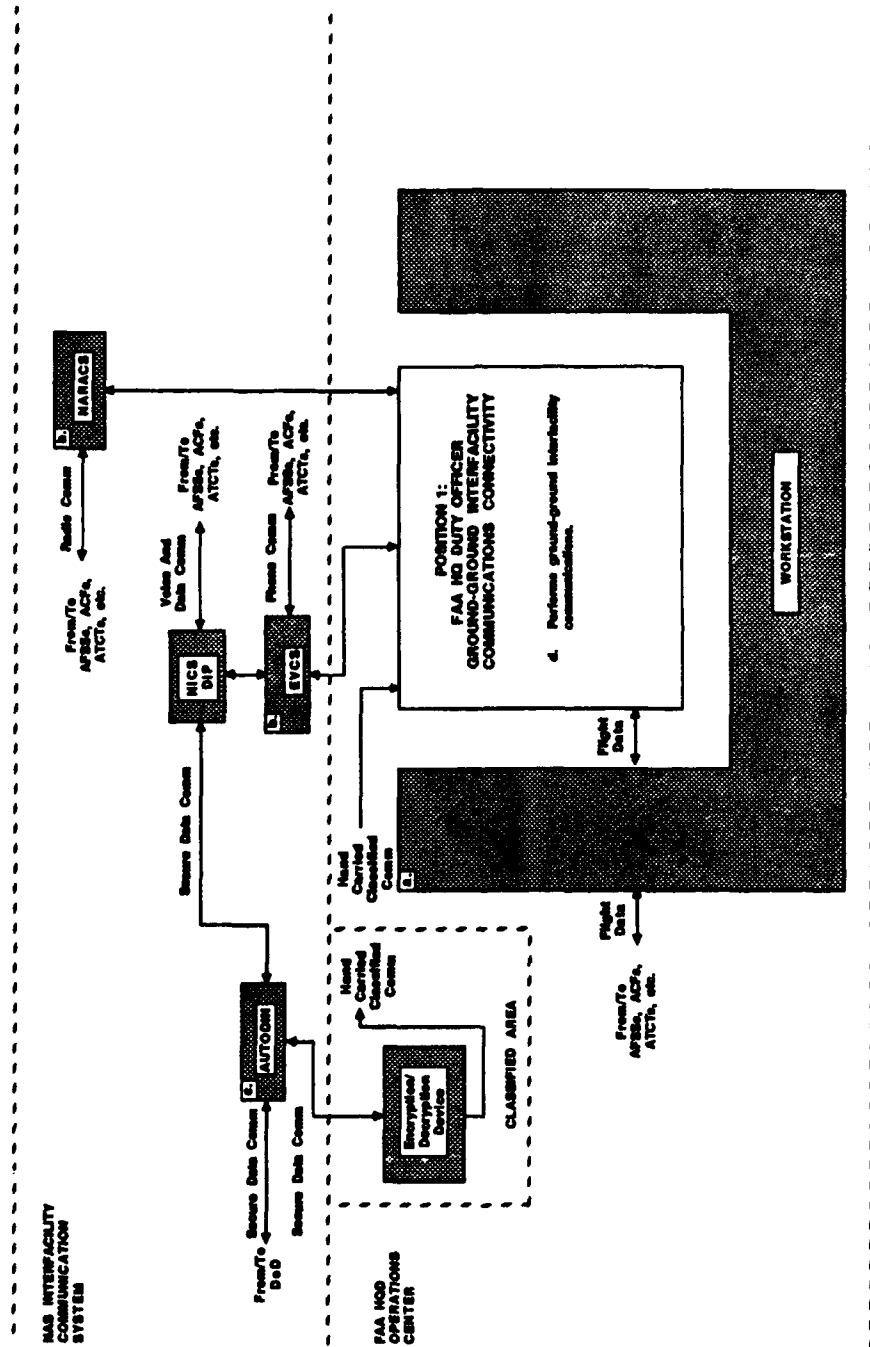 NAS INTERFACILITY
COMMUNICATION
SYSTEM
From/To
DoD
Secure Data Comm
Secure Data Comm
c.
AUTODIN
Secure Data Comm
NICS
DIP
Voice And
Data Comm
From/To
AFSSs, ACFs,
ATCTs, etc.
b.
EVCS
Phone Comm
From/To
AFSSs, ACFs,
ATCTs, etc.
From/To
AFSSs, ACFs,
ATCTs, etc.
Radio Comm
b.
NARACS
FAA HQD
OPERATIONS
CENTER
Encryption/
Decryption
Device
Hand
Carried
Classified
Comm
CLASSIFIED AREA
Hand
Carried
Classified
Comm
a.
POSITION 1:
FAA HQ DUTY OFFICER
GROUND-GROUND INTERFACILITY
COMMUNICATIONS CONNECTIVITY
d. Performs ground-ground interfacility
communications.
Flight
Data
Flight
Data
From/To
AFSSs, ACFs,
ATCTs, etc.
WORKSTATION